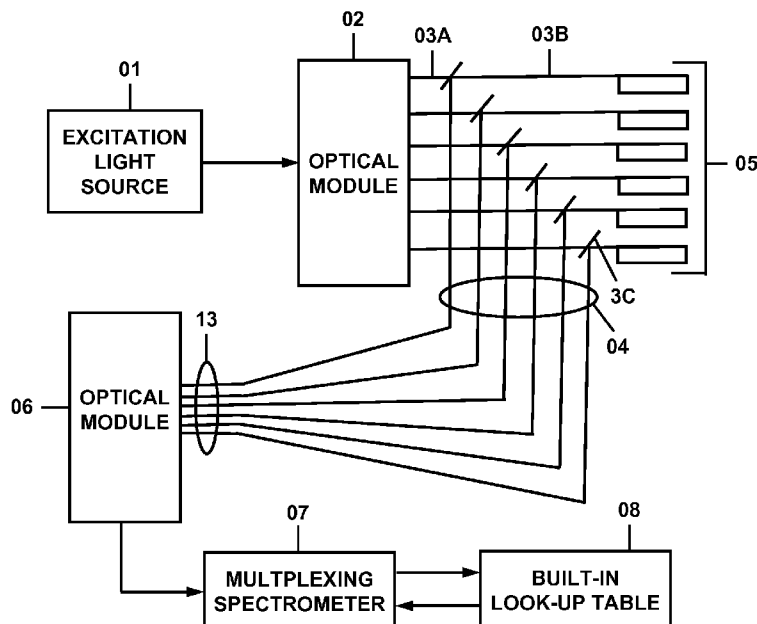 02
03A
03B
01
EXCITATION
LIGHT
SOURCE
OPTICAL
MODULE
05
3C
04
13
06
OPTICAL
MODULE
07
08
MULTPLEXING
SPECTROMETER
BUILT-IN
LOOK-UP TABLE